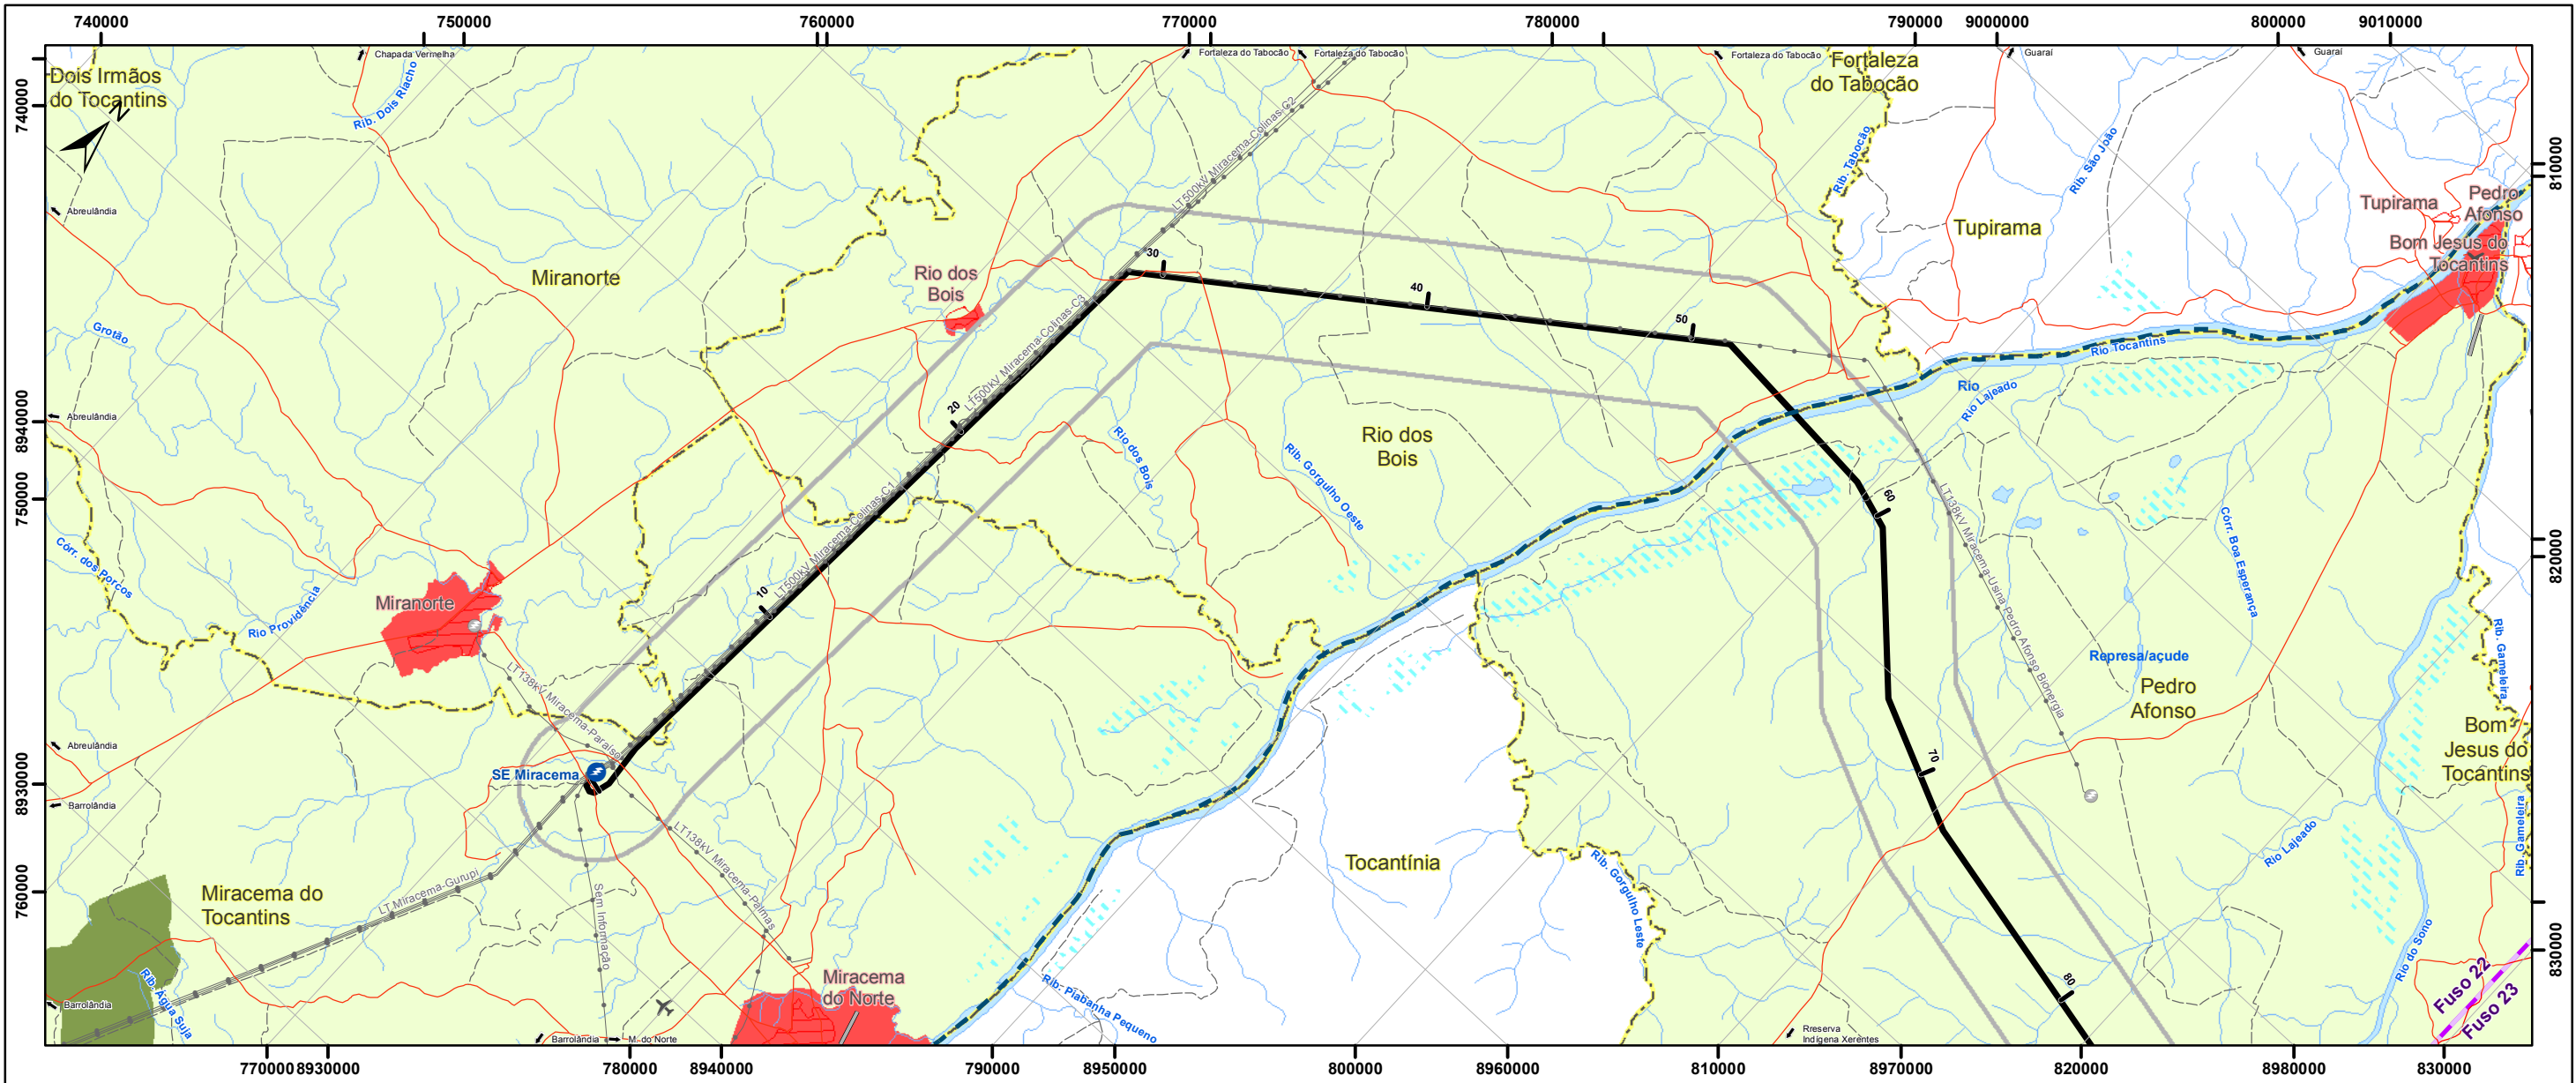 740000
750000
760000
770000
780000
790000
9000000
800000
9010000
Chapada Vermelha
Fortaleza do Tabocão
Fortaleza do Tabocão
Fortaleza do Tabocão
Guaraí
Guaraí
Dois Irmãos
do Tocantins
N
Rib. Dois Riacho
Fortaleza
do Tabocão
740000
810000
Abreulândia
LT500kV Miracema-Colinas-C2
Rib. Tabocão
Rib. São João
Tupirama
Pedro
Afonso
Tupirama
Bom Jesus do
Tocantins
Miranorte
Rio dos
Bois
30
40
50
Grotão
LT500kV Miracema-Colinas-C3
Rio Tocantins
Rio
Rio Lajeado
8940000
Abreulândia
20
Rio dos Bois
Rib. Gorgulho Oeste
Rio dos
Bois
750000
LT500kV Miracema-Colinas-C1
60
LT138kV Miracema-Usina Pedro Afonso Bionergia
Córr. Boa Esperança
820000
Córr. dos Porcos
Rio Providência
Miranorte
10
Represa/açude
Pedro
Afonso
Rib. Gameleira
LT138kV Miracema-Paraíso
Abreulândia
SE Miracema
70
Bom
Jesus do
Tocantins
8930000
Barrolândia
LT138kV Miracema-Palmas
Rib. Gameleira
Rio Lajeado
Tocantínia
Rib. Gorgulho Leste
760000
Miracema do
Tocantins
LT Miracema-Gurupi
Sem Informação
Rio do Sono
830000
Rib. Água Suja
Barrolândia
Miracema
do Norte
Rib. Piabanha Pequeno
80
Fuso 22
Fuso 23
Barrolândia
M. do Norte
Rreserva
Indígena Xerentes
770000
8930000
780000
8940000
790000
8950000
800000
8960000
810000
8970000
820000
8980000
830000